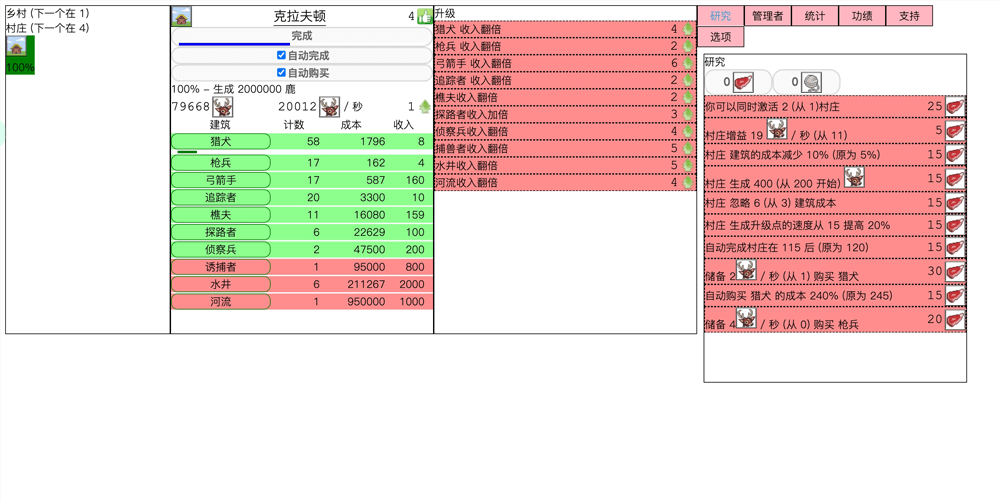 乡村 (下一个在 1)
村庄 (下一个在 4)
100%
克拉夫顿
4
完成
自动完成
自动购买
100% – 生成 2000000 鹿
79668 20012 / 秒 1
建筑 计数 成本 收入
猎犬 58 1796 8
枪兵 17 162 4
弓箭手 17 587 160
追踪者 20 3300 10
樵夫 11 16080 159
探路者 6 22629 100
侦察兵 2 47500 200
诱捕者 1 95000 800
水井 6 211267 2000
河流 1 950000 1000
升级
猎犬 收入翻倍 4
枪兵 收入翻倍 2
弓箭手 收入翻倍 6
追踪者 收入翻倍 2
樵夫收入翻倍 2
探路者收入加倍 3
侦察兵收入翻倍 4
捕兽者收入翻倍 5
水井收入翻倍 5
河流收入翻倍 4
研究 管理者 统计 功绩 支持
选项
研究
0 0
你可以同时激活 2 (从 1)村庄 25
村庄增益 19 / 秒 (从 11) 5
村庄 建筑的成本减少 10% (原为 5%) 15
村庄 生成 400 (从 200 开始) 15
村庄 忽略 6 (从 3) 建筑成本 15
村庄 生成升级点的速度从 15 提高 20% 15
自动完成村庄在 115 后 (原为 120) 15
储备 2 / 秒 (从 1) 购买 猎犬 30
自动购买 猎犬 的成本 240% (原为 245) 15
储备 4 / 秒 (从 0) 购买 枪兵 20